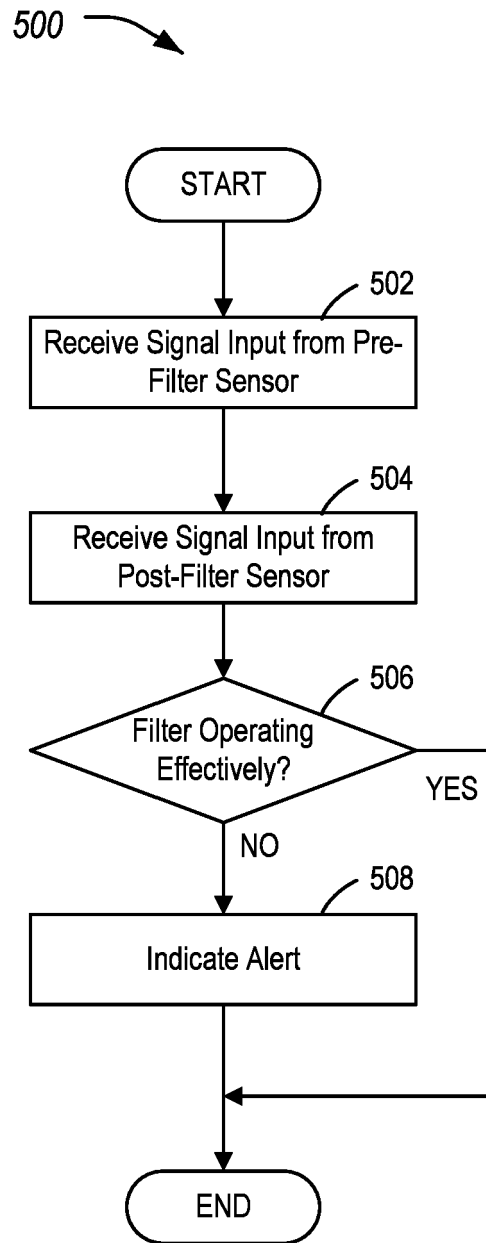 500
START
502
Receive Signal Input from Pre-
Filter Sensor
504
Receive Signal Input from
Post-Filter Sensor
506
Filter Operating
Effectively?
YES
NO
508
Indicate Alert
END